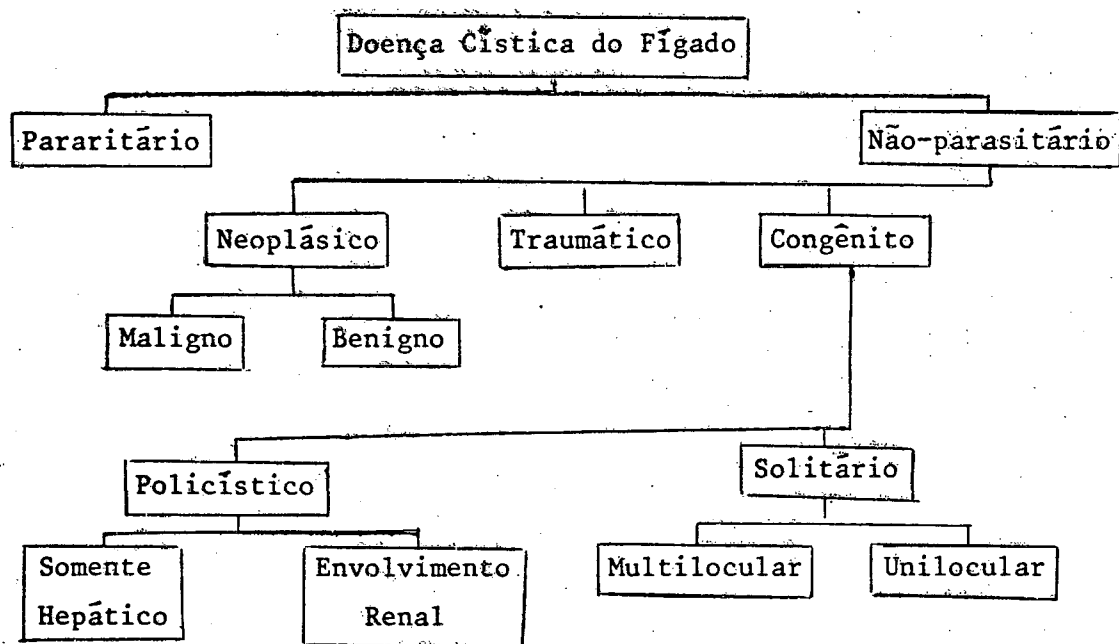 Doença Cística do Fígado
Pararitário
Não-parasitário
Neoplásico
Traumático
Congênito
Maligno
Benigno
Policístico
Solitário
Somente
Hepático
Envolvimento
Renal
Multilocular
Unilocular